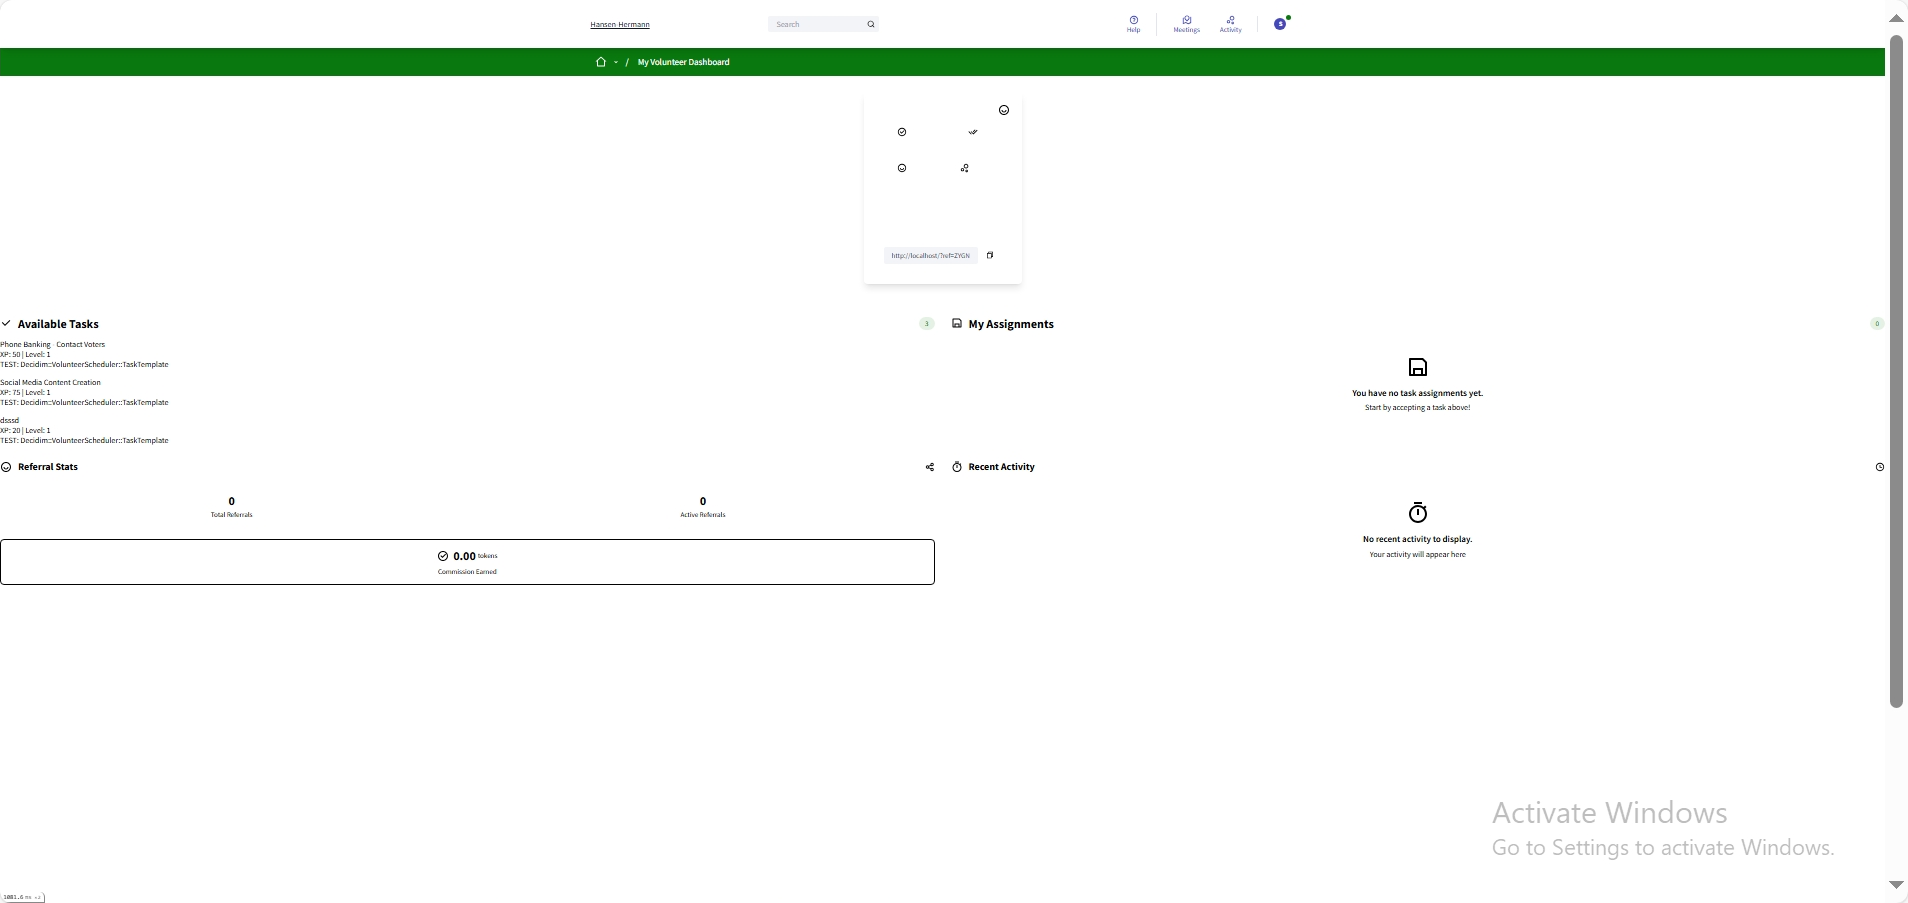 Hansen-Hermann
Search
Help
Meetings
Activity
S
/ My Volunteer Dashboard
http://localhost/?ref=ZYGN
Available Tasks
3
Phone Banking - Contact Voters
XP: 50 | Level: 1
TEST: Decidim::VolunteerScheduler::TaskTemplate
Social Media Content Creation
XP: 75 | Level: 1
TEST: Decidim::VolunteerScheduler::TaskTemplate
dsssd
XP: 20 | Level: 1
TEST: Decidim::VolunteerScheduler::TaskTemplate
My Assignments
0
You have no task assignments yet.
Start by accepting a task above!
Referral Stats
0
Total Referrals
0
Active Referrals
0.00 tokens
Commission Earned
Recent Activity
No recent activity to display.
Your activity will appear here
Activate Windows
Go to Settings to activate Windows.
1081.6 ms ×2